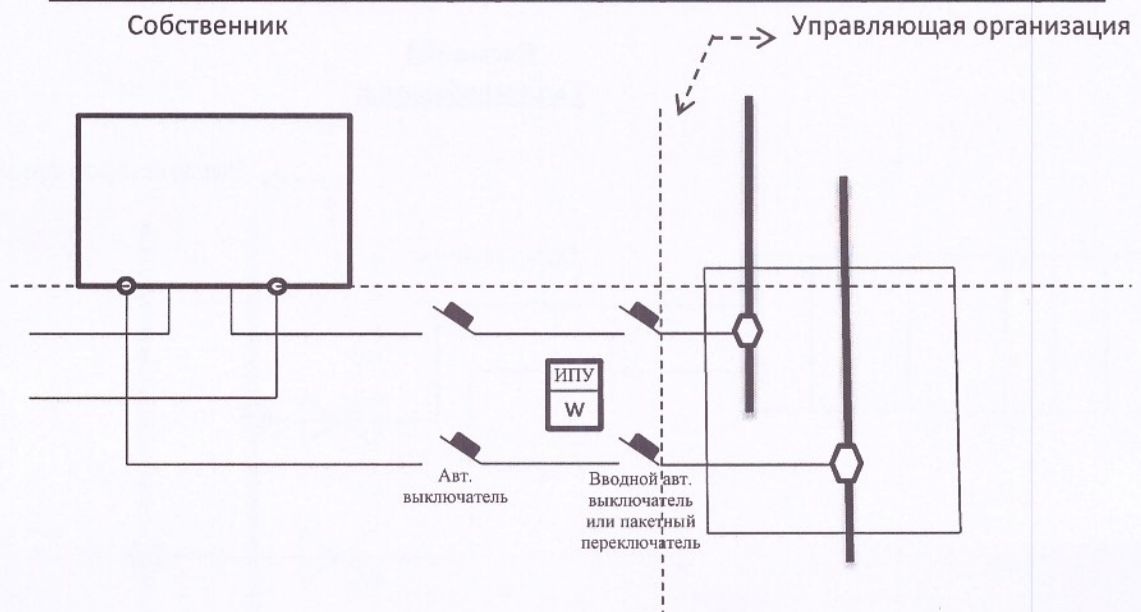 Собственник
Управляющая организация
ИПУ
W
Авт.
выключатель
Вводной авт.
выключатель
или пакетный
переключатель